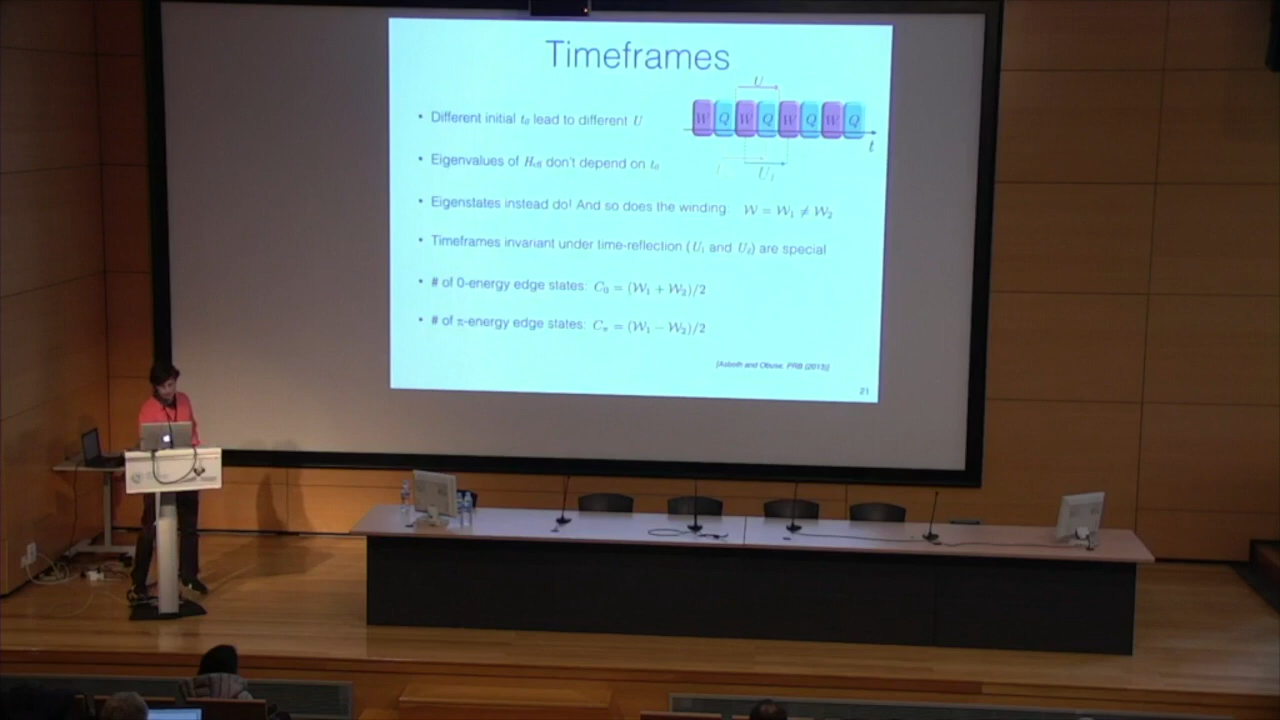 Timeframes
U
W Q W Q W Q W Q
t
U₁
• Different initial t₀ lead to different U
• Eigenvalues of H_eff don't depend on t₀
• Eigenstates instead do! And so does the winding: 𝒲 = 𝒲₁ ≠ 𝒲₂
• Timeframes invariant under time-reflection (U₁ and U₂) are special
• # of 0-energy edge states: C₀ = (𝒲₁ + 𝒲₂)/2
• # of π-energy edge states: C_π = (𝒲₁ − 𝒲₂)/2
[Asboth and Obuse, PRB (2013)]
21